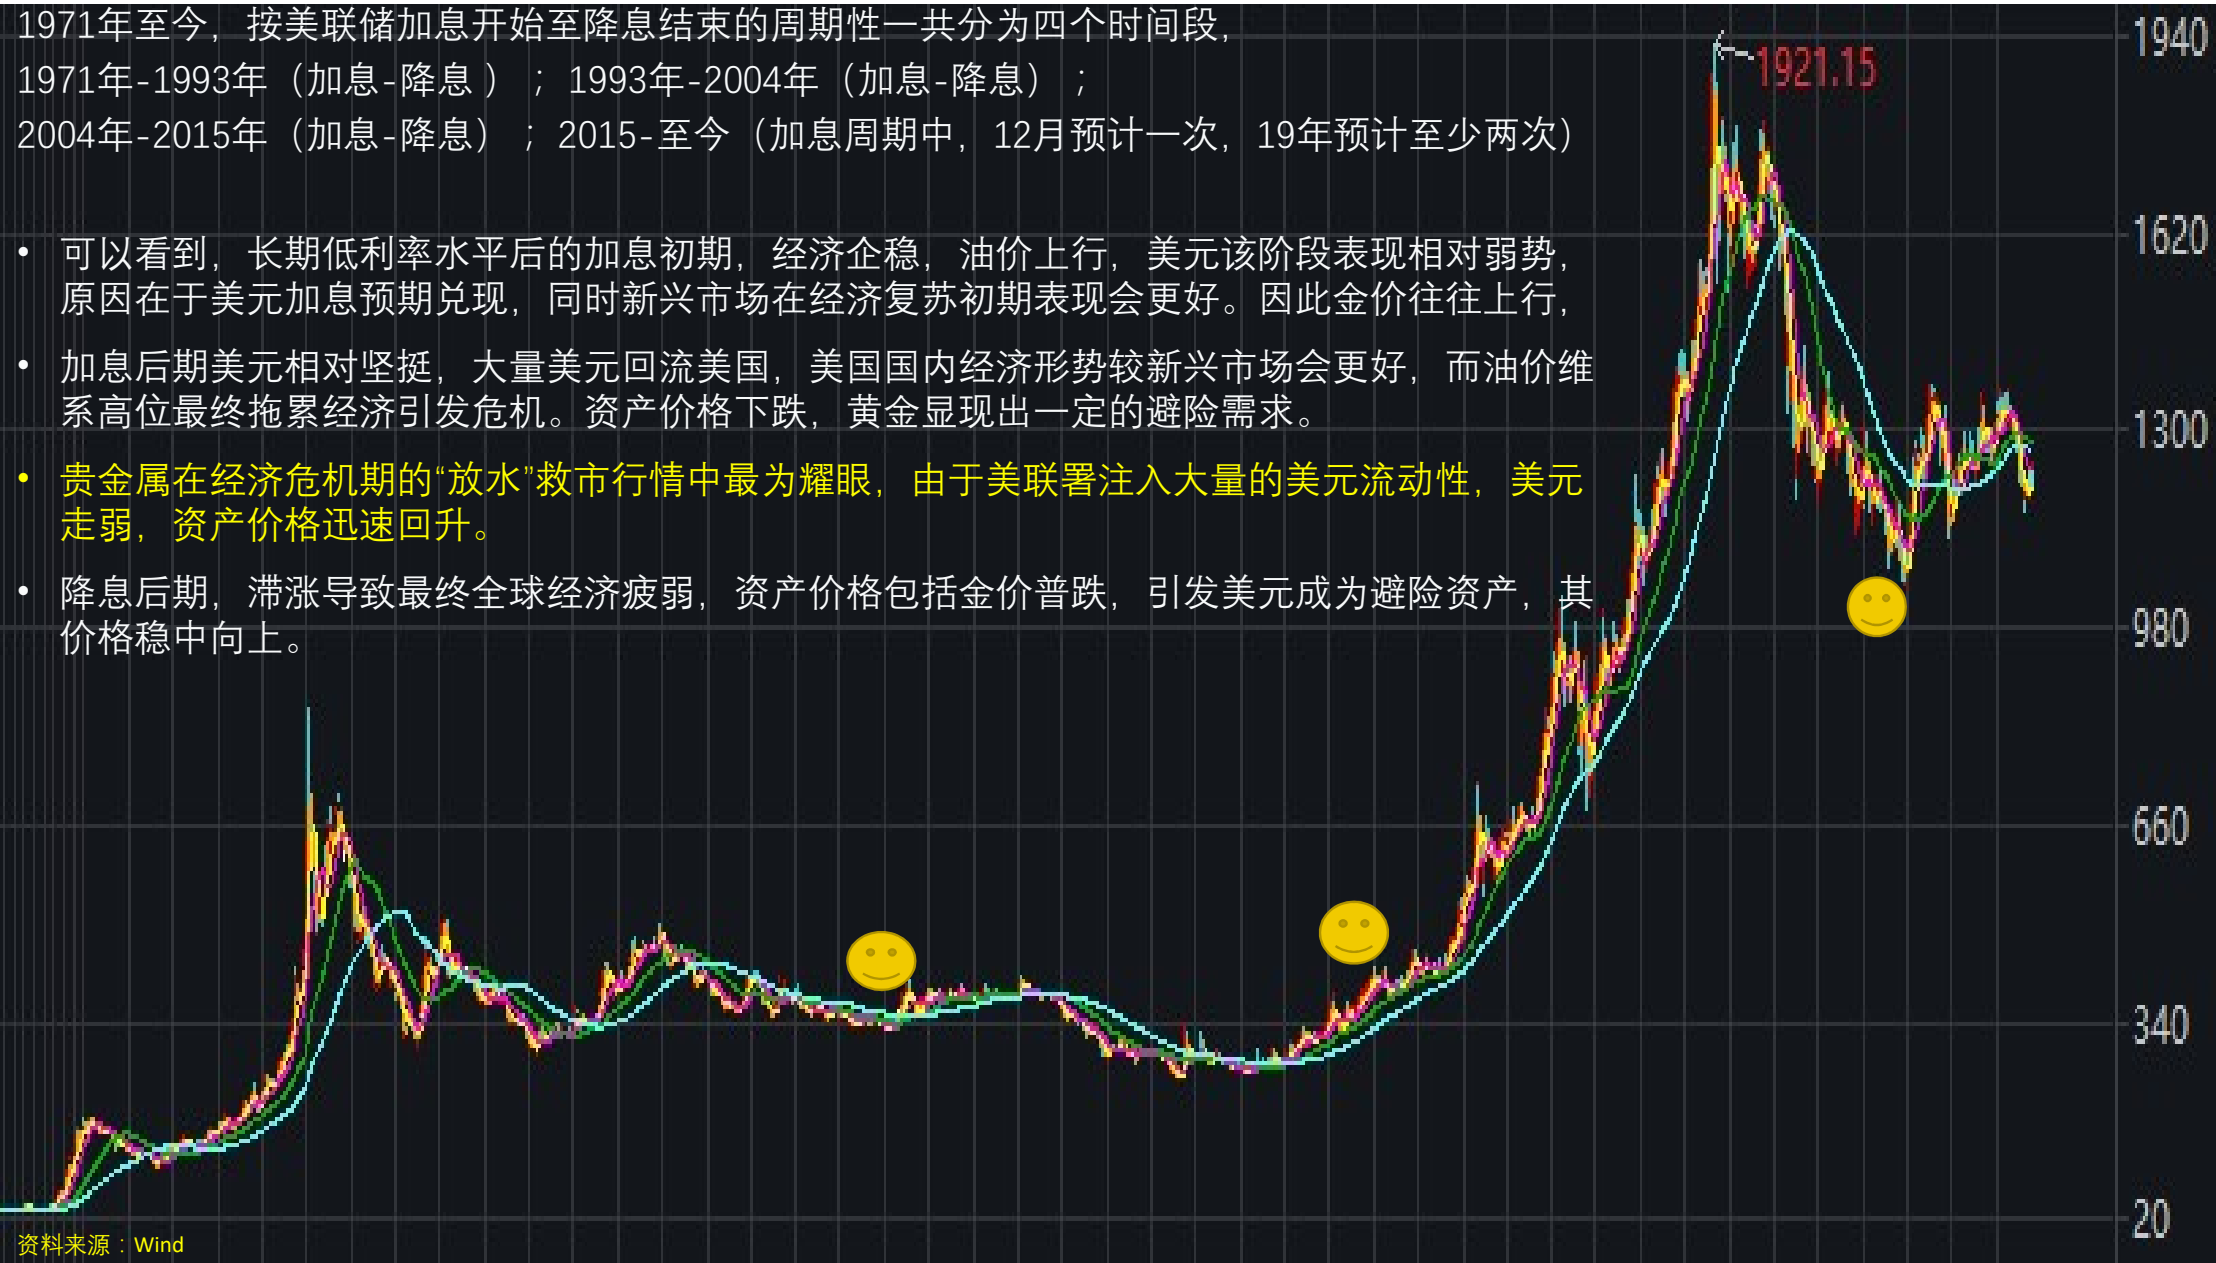 1971年至今，按美联储加息开始至降息结束的周期性一共分为四个时间段，
1971年-1993年（加息-降息 ）；1993年-2004年（加息-降息）；
2004年-2015年（加息-降息）；2015-至今（加息周期中，12月预计一次，19年预计至少两次）
• 可以看到，长期低利率水平后的加息初期，经济企稳，油价上行，美元该阶段表现相对弱势，
原因在于美元加息预期兑现，同时新兴市场在经济复苏初期表现会更好。因此金价往往上行，
• 加息后期美元相对坚挺，大量美元回流美国，美国国内经济形势较新兴市场会更好，而油价维
系高位最终拖累经济引发危机。资产价格下跌，黄金显现出一定的避险需求。
• 贵金属在经济危机期的“放水”救市行情中最为耀眼，由于美联署注入大量的美元流动性，美元
走弱，资产价格迅速回升。
• 降息后期，滞涨导致最终全球经济疲弱，资产价格包括金价普跌，引发美元成为避险资产，其
价格稳中向上。
1921.15
1940
1620
1300
980
660
340
20
资料来源：Wind